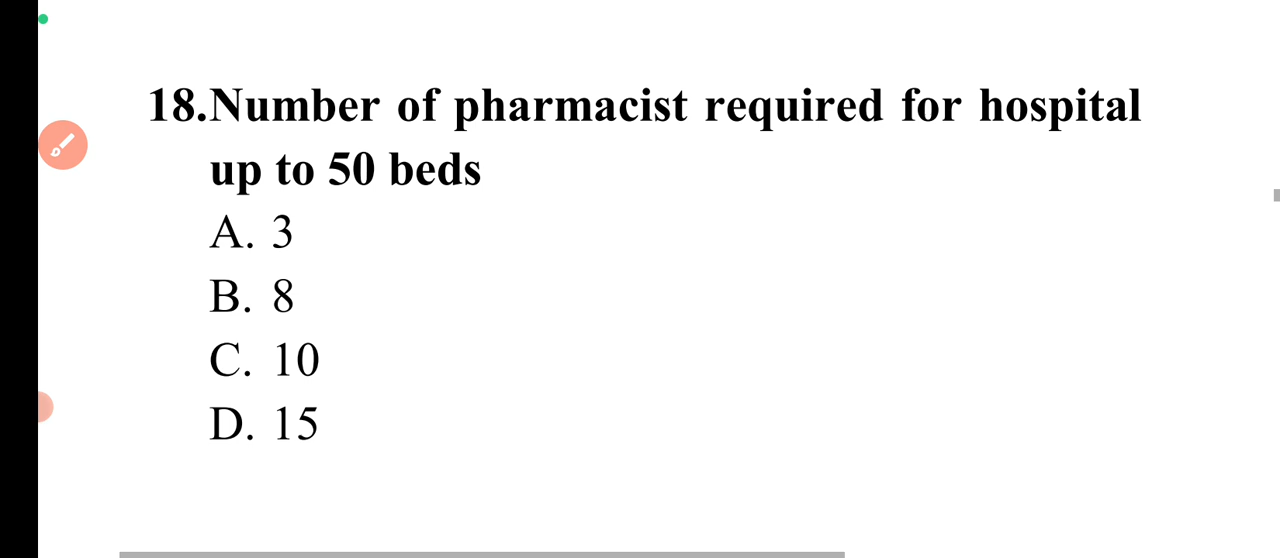 18.Number of pharmacist required for hospital
up to 50 beds
A. 3
B. 8
C. 10
D. 15